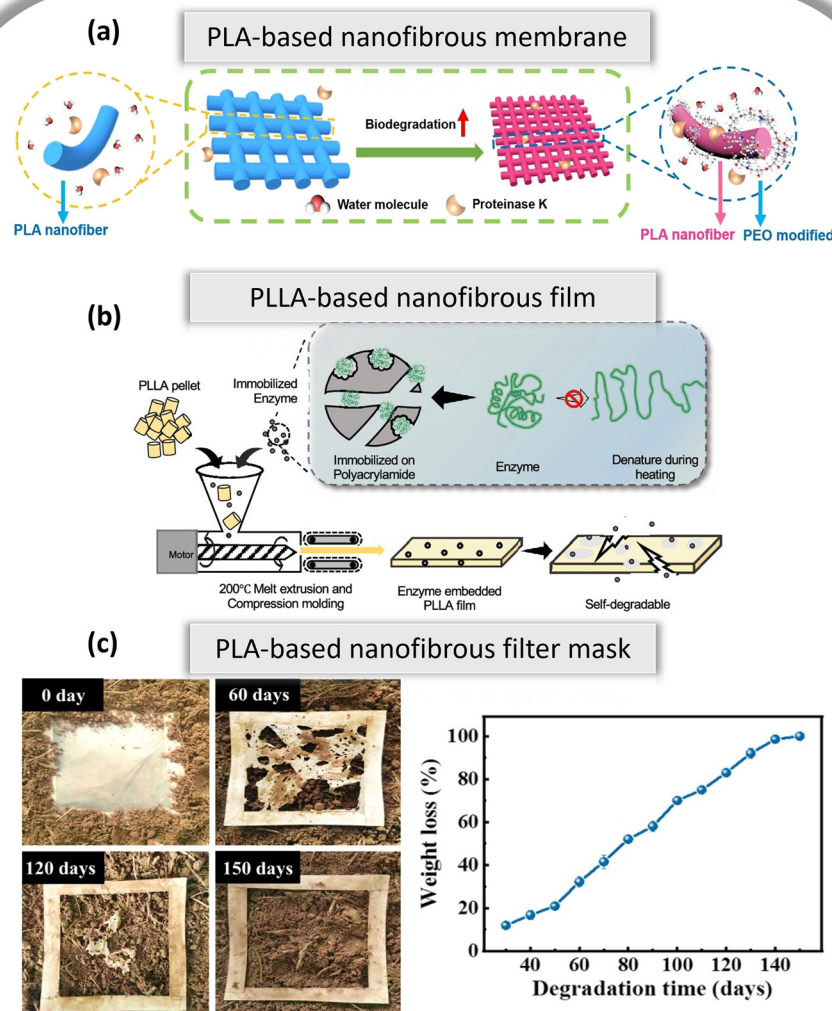 (a)
PLA-based nanofibrous membrane
Biodegradation
PLA nanofiber
Water molecule
Proteinase K
PLA nanofiber
PEO modified
(b)
PLLA-based nanofibrous film
PLLA pellet
Immobilized
Enzyme
Immobilized on
Polyacrylamide
Enzyme
Denature during
heating
Motor
200℃ Melt extrusion and
Compression molding
Enzyme embedded
PLLA film
Self-degradable
(c)
PLA-based nanofibrous filter mask
0 day
60 days
120 days
150 days
Weight loss (%)
100
80
60
40
20
0
40
60
80
100
120
140
Degradation time (days)